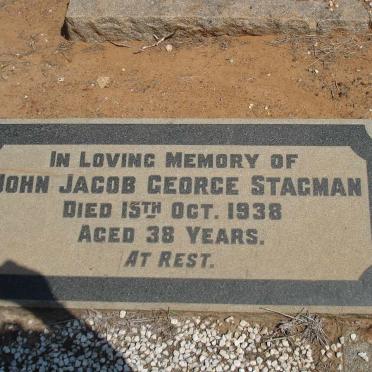 In Loving Memory of
John Jacob George Stagman
Died 15th Oct. 1938
Aged 38 Years.
At Rest.